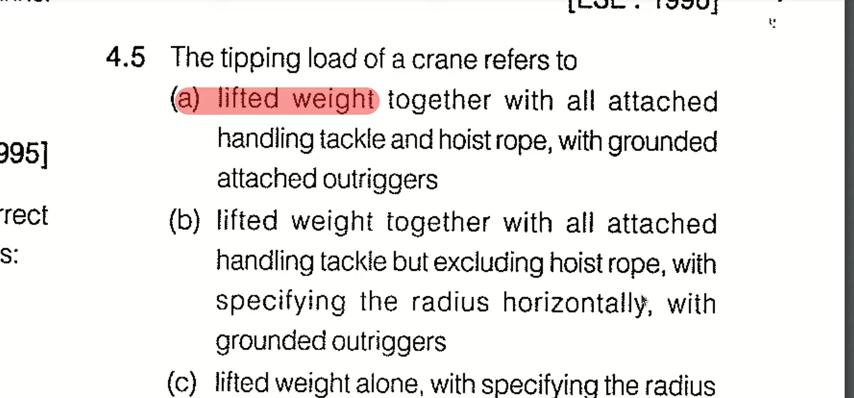 4.5 The tipping load of a crane refers to
(a) lifted weight together with all attached
handling tackle and hoist rope, with grounded
995] attached outriggers
rrect (b) lifted weight together with all attached
s: handling tackle but excluding hoist rope, with
specifying the radius horizontally, with
grounded outriggers
(c) lifted weight alone, with specifying the radius